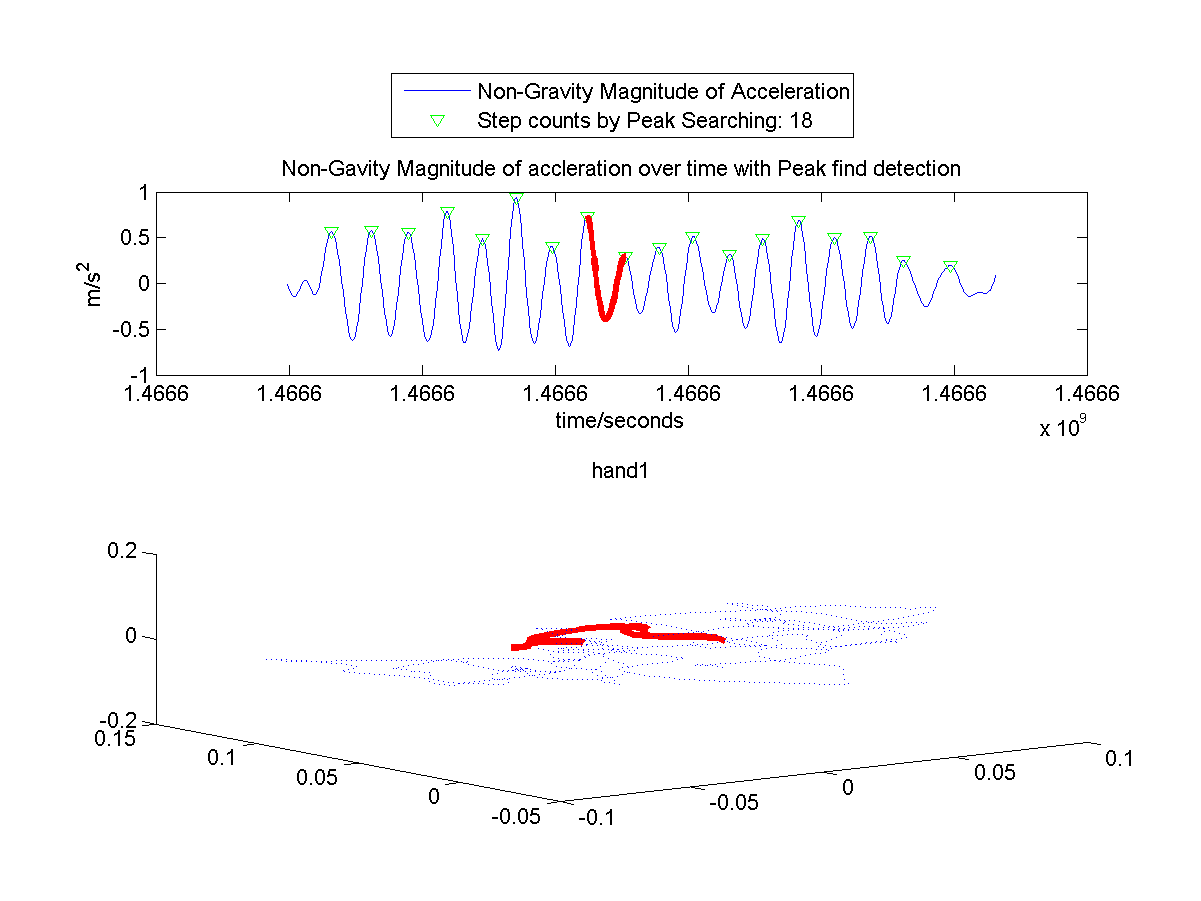 Non-Gravity Magnitude of Acceleration
Step counts by Peak Searching: 18
Non-Gavity Magnitude of accleration over time with Peak find detection
1
0.5
0
-0.5
-1
m/s2
1.4666 1.4666 1.4666 1.4666 1.4666 1.4666 1.4666 1.4666
time/seconds
x 10^9
hand1
0.2
0
-0.2
0.15
0.1
0.05
0
-0.05
-0.1
-0.05
0
0.05
0.1